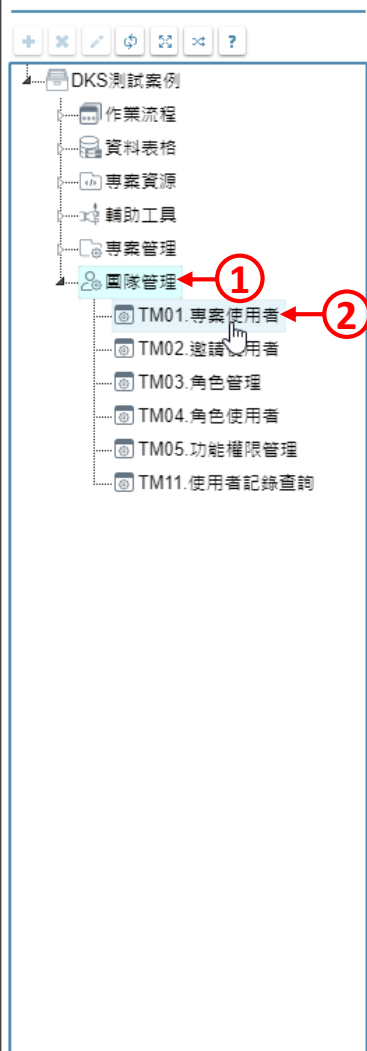 ?
DKS測試案例
作業流程
資料表格
專案資源
輔助工具
專案管理
團隊管理 1
TM01.專案使用者 2
TM02.邀請使用者
TM03.角色管理
TM04.角色使用者
TM05.功能權限管理
TM11.使用者記錄查詢